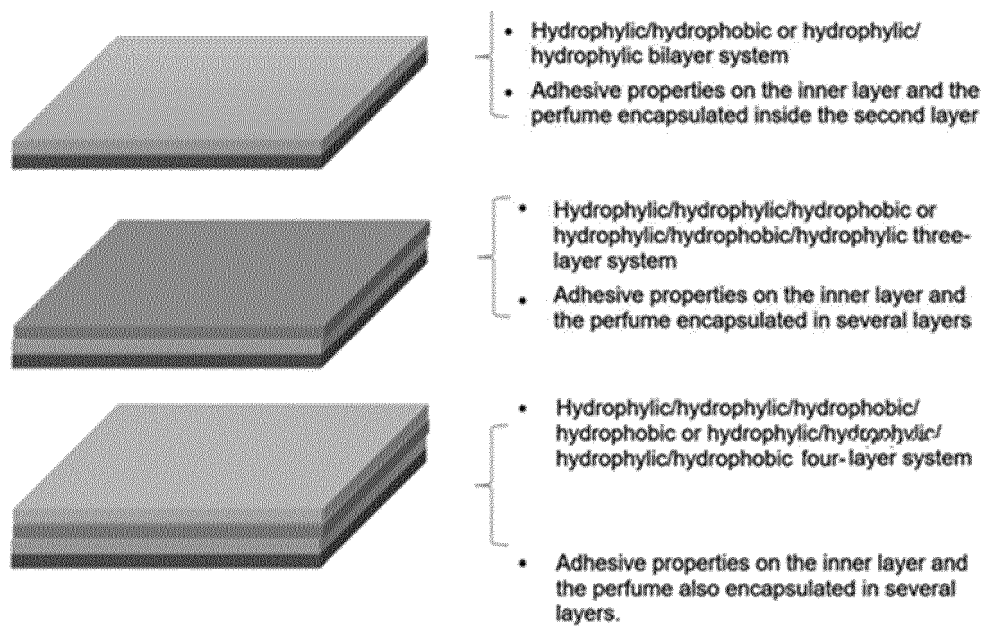 • Hydrophylic/hydrophobic or hydrophylic/
hydrophylic bilayer system
• Adhesive properties on the inner layer and the
perfume encapsulated inside the second layer
• Hydrophylic/hydrophylic/hydrophobic or
hydrophylic/hydrophobic/hydrophylic three-
layer system
• Adhesive properties on the inner layer and
the perfume encapsulated in several layers
• Hydrophylic/hydrophylic/hydrophobic/
hydrophobic or hydrophylic/hydrophylic/
hydrophylic/hydrophobic four-layer system
• Adhesive properties on the inner layer and
the perfume also encapsulated in several
layers.